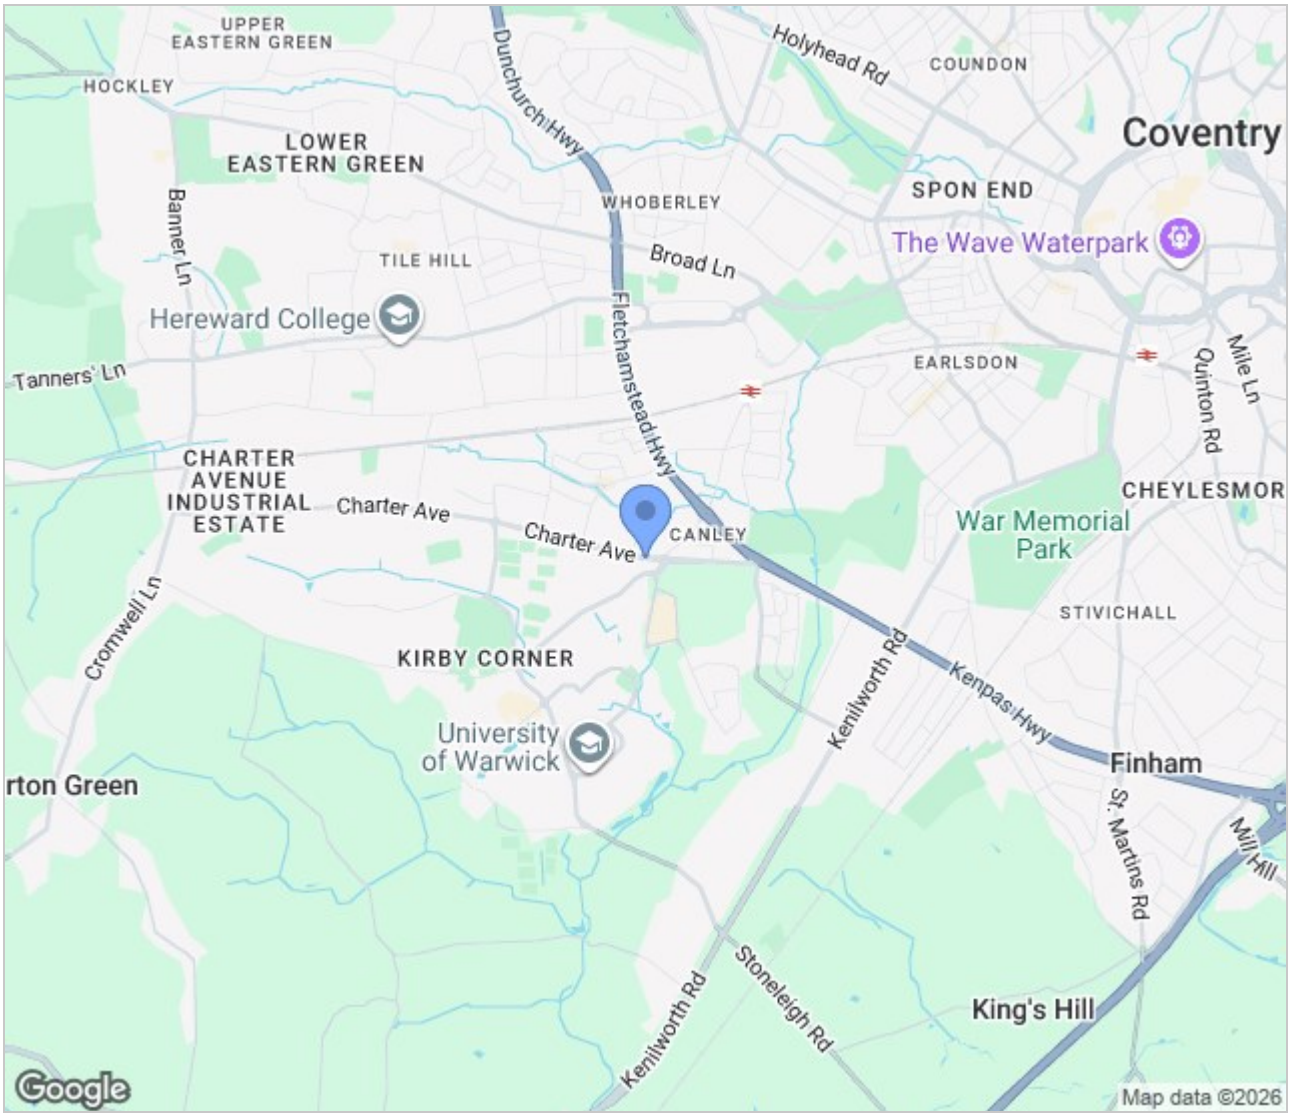 UPPER
EASTERN GREEN
Holyhead Rd
COUNDON
HOCKLEY
Dunchurch Hwy
LOWER
EASTERN GREEN
Coventry
SPON END
WHOBERLEY
Banner Ln
The Wave Waterpark
Broad Ln
TILE HILL
Hereward College
Fletchamstead Hwy
Tanners' Ln
EARLSDON
Quinton Rd
Mile Ln
CHARTER
AVENUE
INDUSTRIAL
ESTATE
Charter Ave
Charter Ave
CANLEY
CHEYLESMOR
War Memorial
Park
Cromwell Ln
STIVICHALL
KIRBY CORNER
Kenilworth Rd
Kenpas Hwy
University
of Warwick
Finham
rton Green
St. Martins Rd
Mill Hill
Stoneleigh Rd
Kenilworth Rd
King's Hill
Google
Map data ©2026